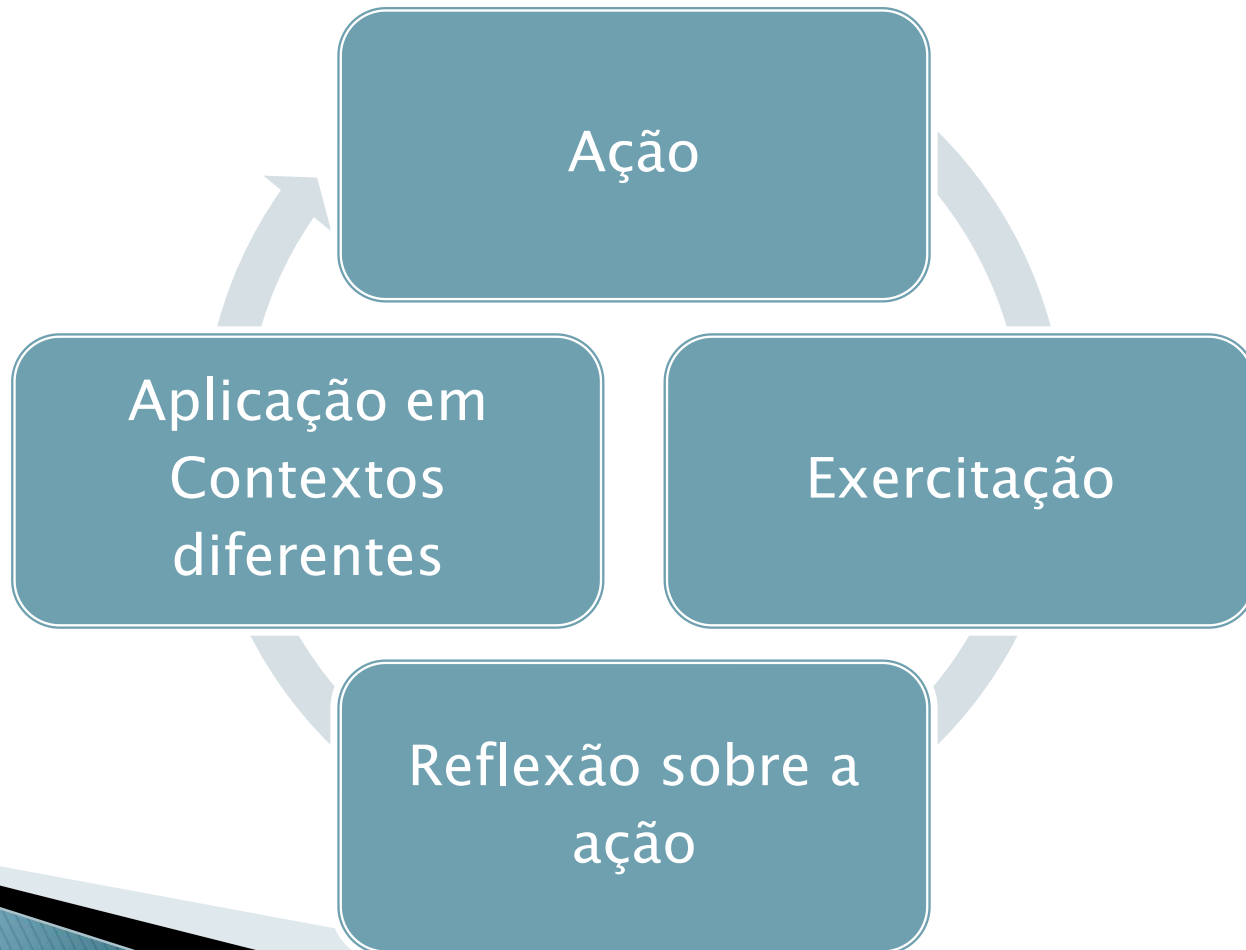 Ação
Aplicação em
Contextos
diferentes
Exercitação
Reflexão sobre a
ação